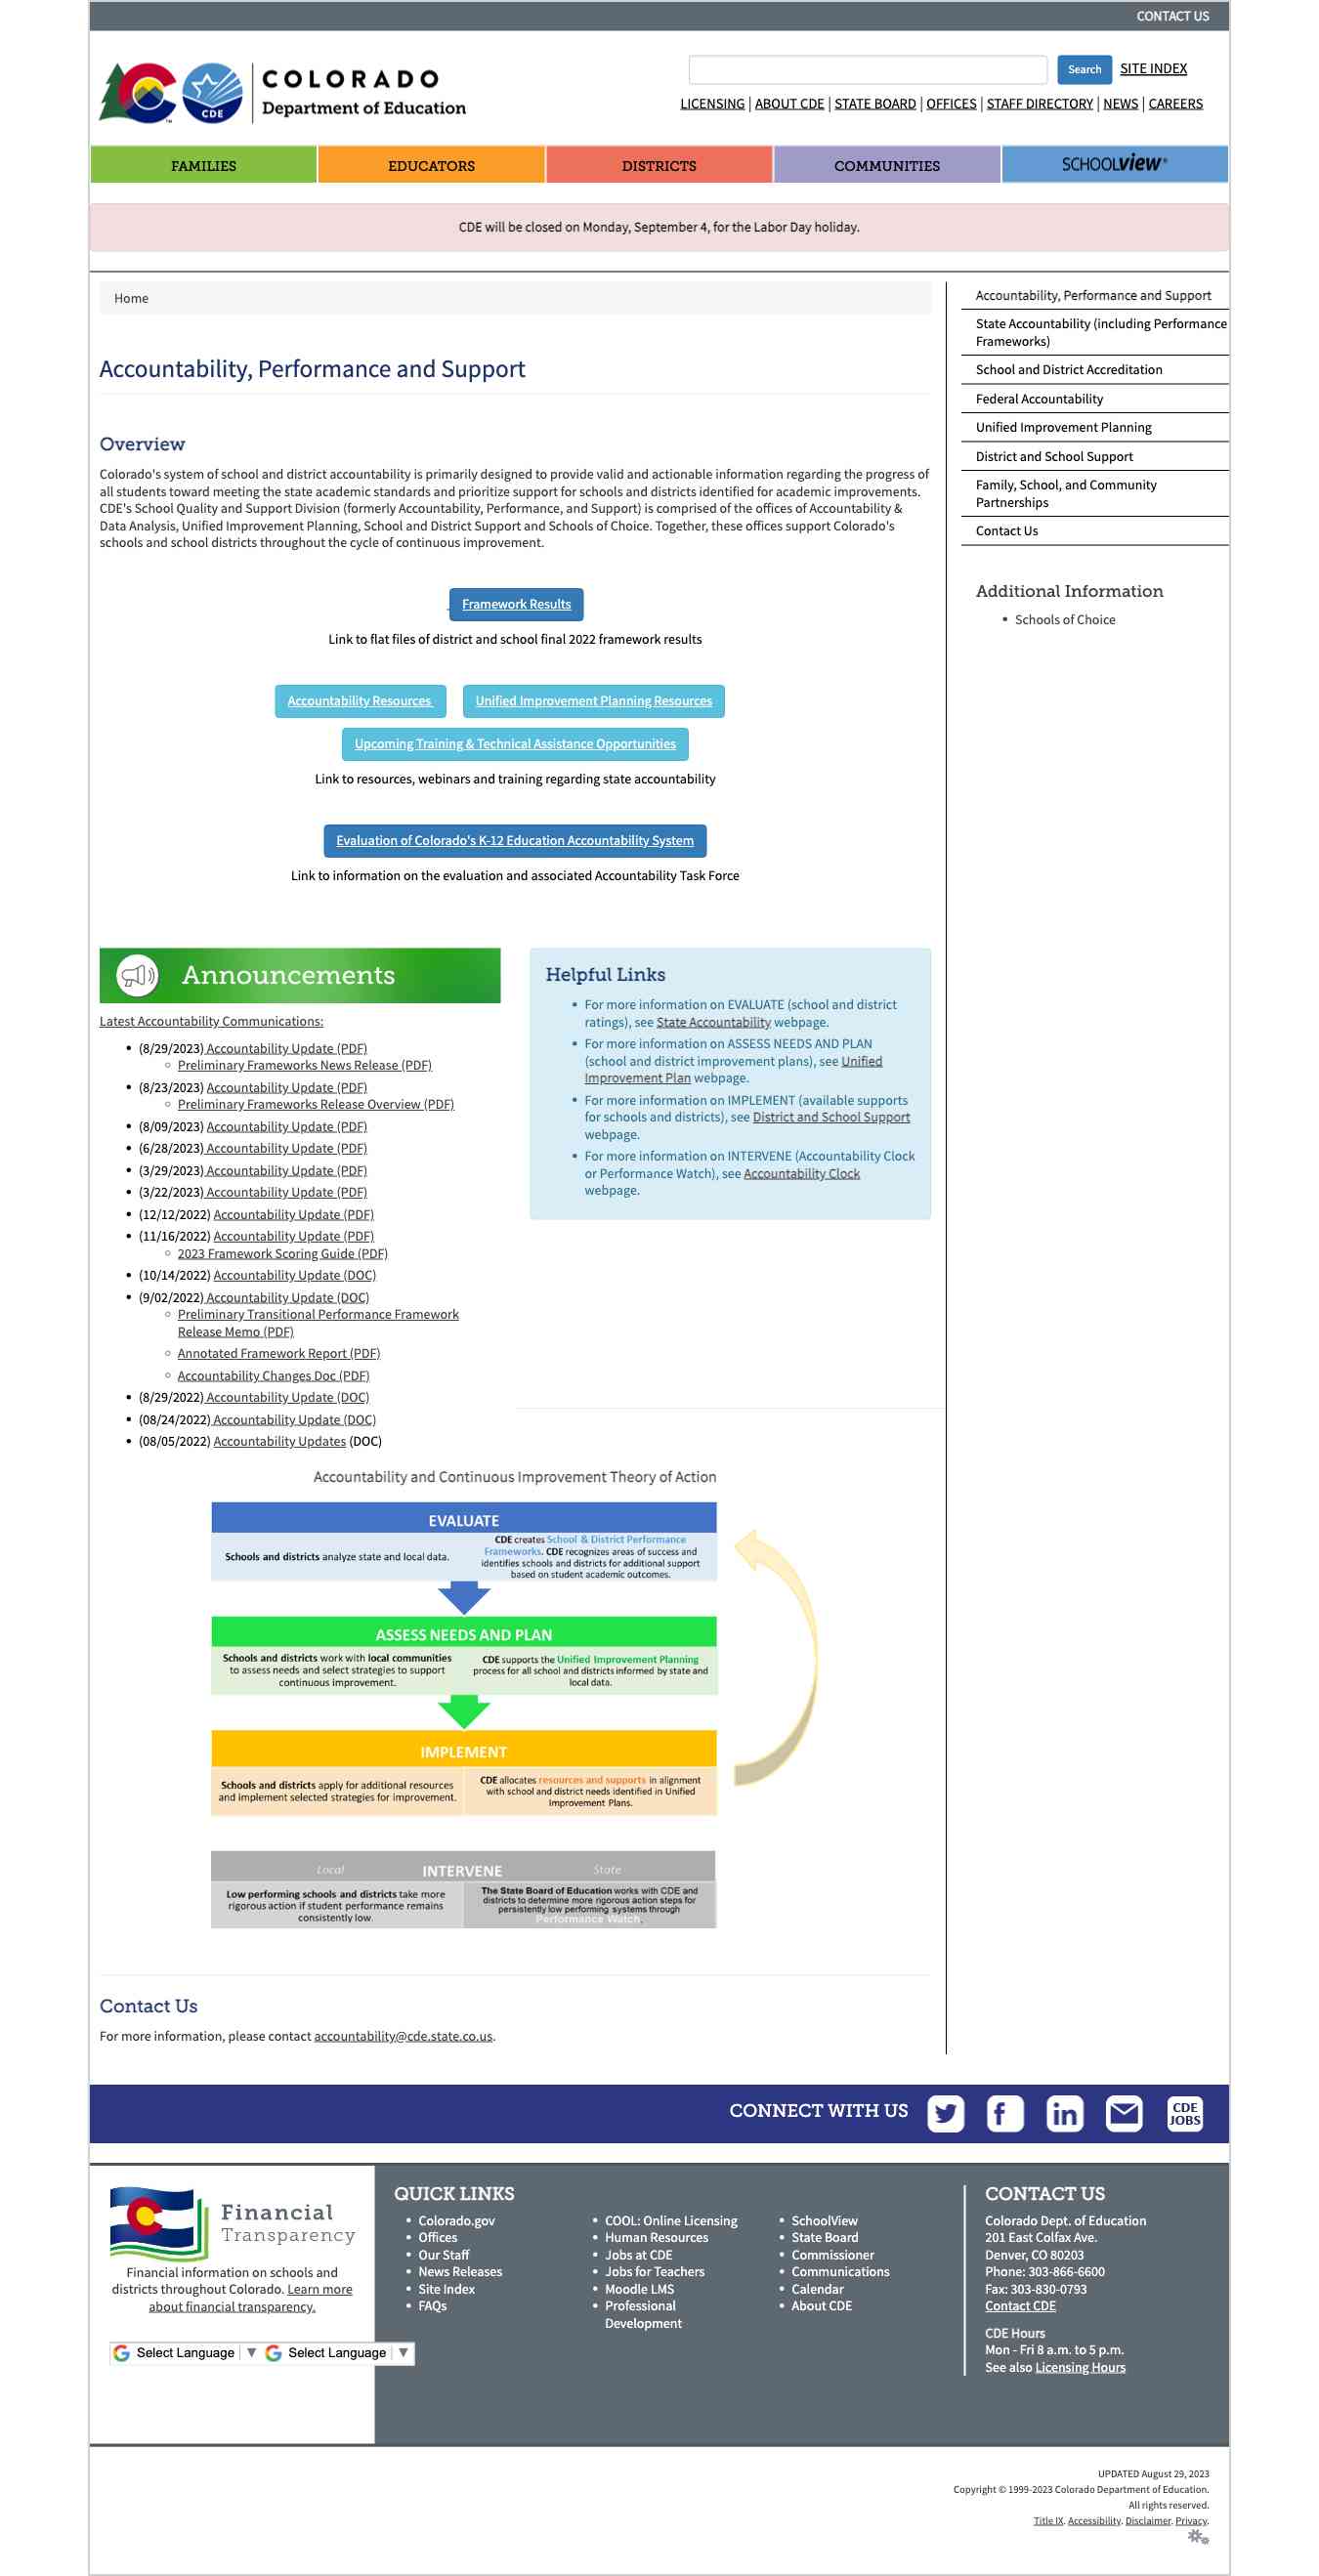 CONTACT US
COLORADO
Department of Education
CDE
Search
SITE INDEX
LICENSING | ABOUT CDE | STATE BOARD | OFFICES | STAFF DIRECTORY | NEWS | CAREERS
FAMILIES
EDUCATORS
DISTRICTS
COMMUNITIES
SCHOOLVIEW®
CDE will be closed on Monday, September 4, for the Labor Day holiday.
Home
Accountability, Performance and Support
Overview
Colorado's system of school and district accountability is primarily designed to provide valid and actionable information regarding the progress of
all students toward meeting the state academic standards and prioritize support for schools and districts identified for academic improvements.
CDE's School Quality and Support Division (formerly Accountability, Performance, and Support) is comprised of the offices of Accountability &
Data Analysis, Unified Improvement Planning, School and District Support and Schools of Choice. Together, these offices support Colorado's
schools and school districts throughout the cycle of continuous improvement.
Framework Results
Link to flat files of district and school final 2022 framework results
Accountability Resources
Unified Improvement Planning Resources
Upcoming Training & Technical Assistance Opportunities
Link to resources, webinars and training regarding state accountability
Evaluation of Colorado's K-12 Education Accountability System
Link to information on the evaluation and associated Accountability Task Force
Accountability, Performance and Support
State Accountability (including Performance
Frameworks)
School and District Accreditation
Federal Accountability
Unified Improvement Planning
District and School Support
Family, School, and Community
Partnerships
Contact Us
Additional Information
• Schools of Choice
Announcements
Latest Accountability Communications:
• (8/29/2023) Accountability Update (PDF)
◦ Preliminary Frameworks News Release (PDF)
• (8/23/2023) Accountability Update (PDF)
◦ Preliminary Frameworks Release Overview (PDF)
• (8/09/2023) Accountability Update (PDF)
• (6/28/2023) Accountability Update (PDF)
• (3/29/2023) Accountability Update (PDF)
• (3/22/2023) Accountability Update (PDF)
• (12/12/2022) Accountability Update (PDF)
• (11/16/2022) Accountability Update (PDF)
◦ 2023 Framework Scoring Guide (PDF)
• (10/14/2022) Accountability Update (DOC)
• (9/02/2022) Accountability Update (DOC)
◦ Preliminary Transitional Performance Framework
Release Memo (PDF)
◦ Annotated Framework Report (PDF)
◦ Accountability Changes Doc (PDF)
• (8/29/2022) Accountability Update (DOC)
• (08/24/2022) Accountability Update (DOC)
• (08/05/2022) Accountability Updates (DOC)
Helpful Links
• For more information on EVALUATE (school and district
ratings), see State Accountability webpage.
• For more information on ASSESS NEEDS AND PLAN
(school and district improvement plans), see Unified
Improvement Plan webpage.
• For more information on IMPLEMENT (available supports
for schools and districts), see District and School Support
webpage.
• For more information on INTERVENE (Accountability Clock
or Performance Watch), see Accountability Clock
webpage.
Accountability and Continuous Improvement Theory of Action
EVALUATE
Schools and districts analyze state and local data.
CDE creates School & District Performance
Frameworks. CDE recognizes areas of success and
identifies schools and districts for additional support
based on student academic outcomes.
ASSESS NEEDS AND PLAN
Schools and districts work with local communities
to assess needs and select strategies to support
continuous improvement.
CDE supports the Unified Improvement Planning
process for all school and districts informed by state and
local data.
IMPLEMENT
Schools and districts apply for additional resources
and implement selected strategies for improvement.
CDE allocates resources and supports in alignment
with school and district needs identified in Unified
Improvement Plans.
Local INTERVENE State
Low performing schools and districts take more
rigorous action if student performance remains
consistently low.
The State Board of Education works with CDE and
districts to determine more rigorous action steps for
persistently low performing systems through
Performance Watch.
Contact Us
For more information, please contact accountability@cde.state.co.us.
CONNECT WITH US
CDE
JOBS
Financial
Transparency
Financial information on schools and
districts throughout Colorado. Learn more
about financial transparency.
Select Language ▼
Select Language ▼
QUICK LINKS
• Colorado.gov
• Offices
• Our Staff
• News Releases
• Site Index
• FAQs
• COOL: Online Licensing
• Human Resources
• Jobs at CDE
• Jobs for Teachers
• Moodle LMS
• Professional
Development
• SchoolView
• State Board
• Commissioner
• Communications
• Calendar
• About CDE
CONTACT US
Colorado Dept. of Education
201 East Colfax Ave.
Denver, CO 80203
Phone: 303-866-6600
Fax: 303-830-0793
Contact CDE
CDE Hours
Mon - Fri 8 a.m. to 5 p.m.
See also Licensing Hours
UPDATED August 29, 2023
Copyright © 1999-2023 Colorado Department of Education.
All rights reserved.
Title IX. Accessibility. Disclaimer. Privacy.